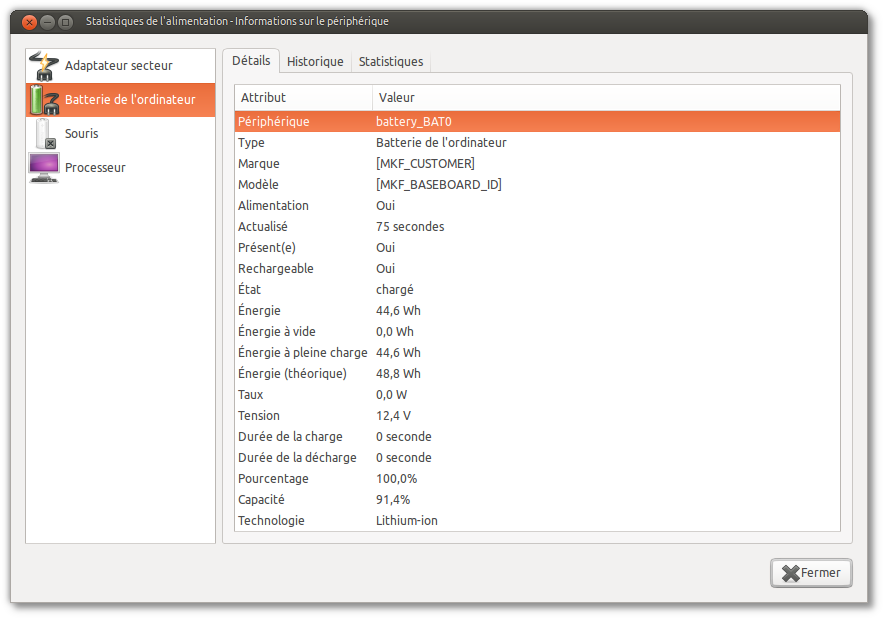 Statistiques de l'alimentation - Informations sur le périphérique
Adaptateur secteur
Batterie de l'ordinateur
Souris
Processeur
Détails Historique Statistiques
Attribut Valeur
Périphérique battery_BAT0
Type Batterie de l'ordinateur
Marque [MKF_CUSTOMER]
Modèle [MKF_BASEBOARD_ID]
Alimentation Oui
Actualisé 75 secondes
Présent(e) Oui
Rechargeable Oui
État chargé
Énergie 44,6 Wh
Énergie à vide 0,0 Wh
Énergie à pleine charge 44,6 Wh
Énergie (théorique) 48,8 Wh
Taux 0,0 W
Tension 12,4 V
Durée de la charge 0 seconde
Durée de la décharge 0 seconde
Pourcentage 100,0%
Capacité 91,4%
Technologie Lithium-ion
Fermer